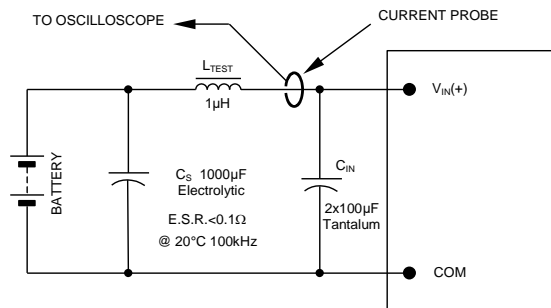 TO OSCILLOSCOPE
CURRENT PROBE
LTEST
1µH
VIN(+)
BATTERY
CS 1000µF
Electrolytic
E.S.R.<0.1Ω
@ 20°C 100kHz
CIN
2x100µF
Tantalum
COM